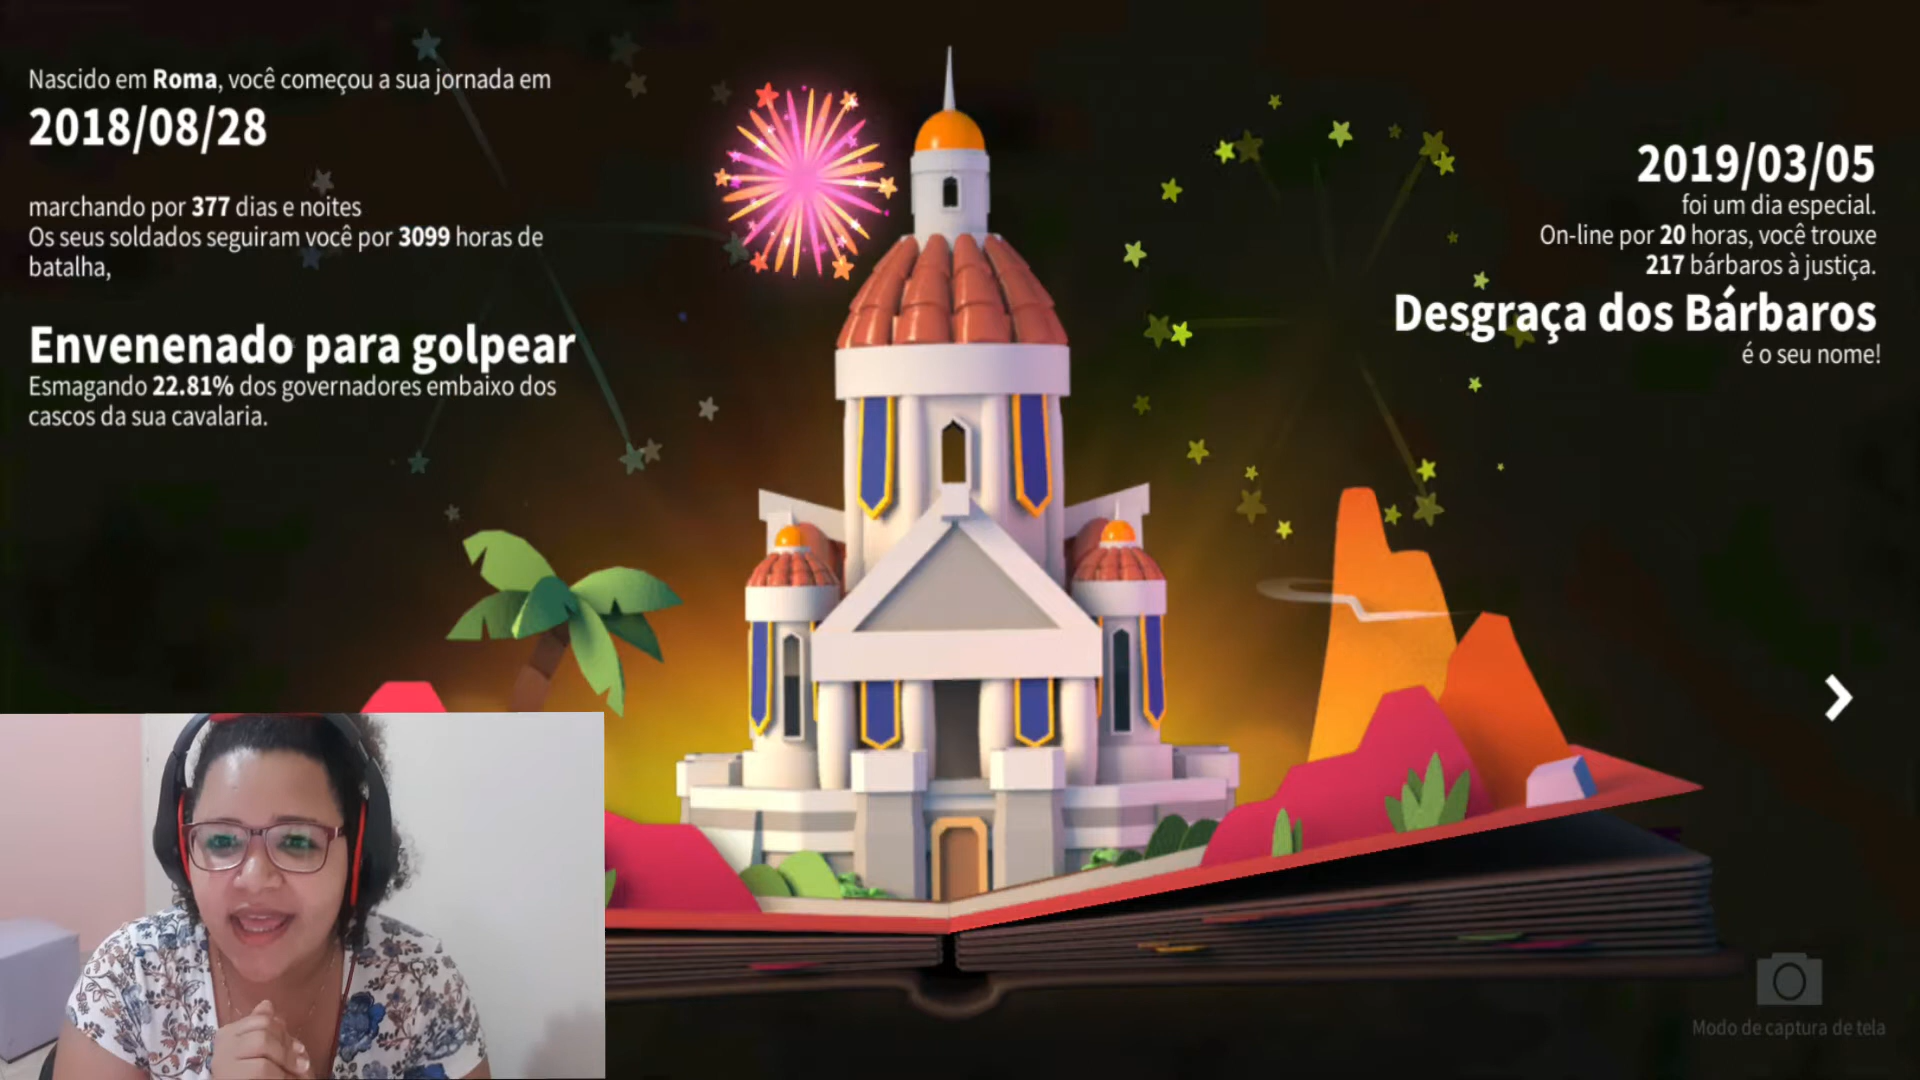 Nascido em Roma, você começou a sua jornada em
2018/08/28
marchando por 377 dias e noites
Os seus soldados seguiram você por 3099 horas de
batalha,
Envenenado para golpear
Esmagando 22.81% dos governadores embaixo dos
cascos da sua cavalaria.
2019/03/05
foi um dia especial.
On-line por 20 horas, você trouxe
217 bárbaros à justiça.
Desgraça dos Bárbaros
é o seu nome!
Modo de captura de tela